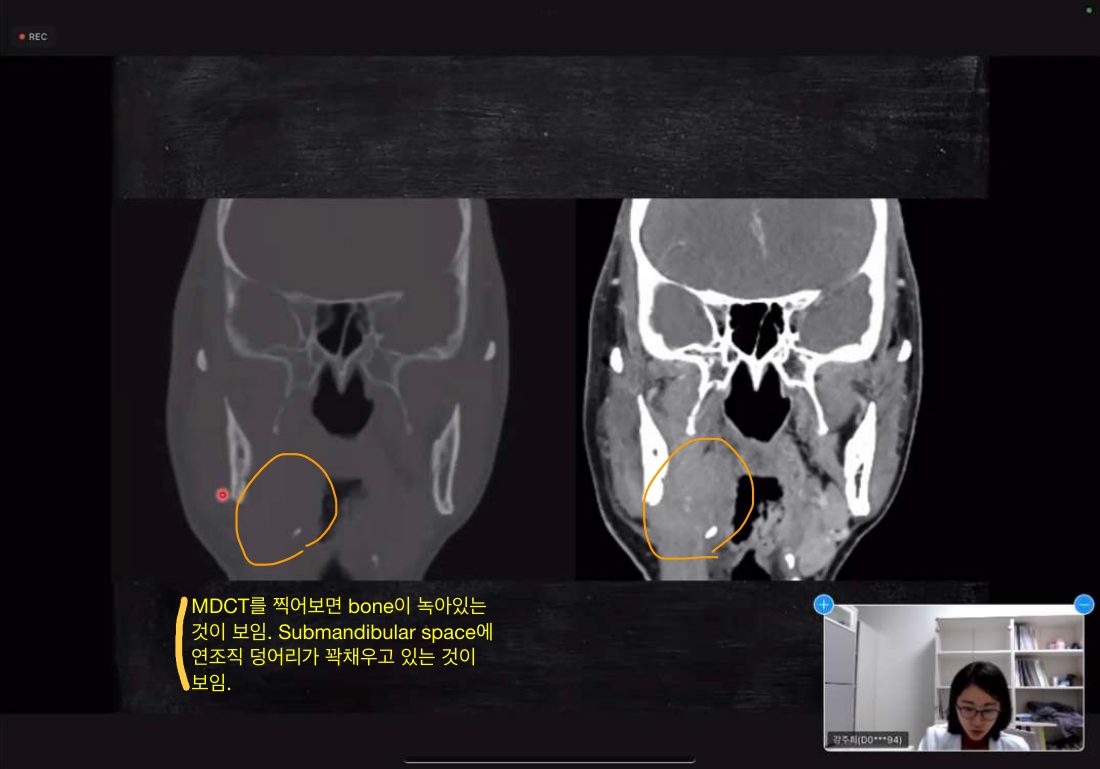 REC
MDCT를 찍어보면 bone이 녹아있는
것이 보임. Submandibular space에
연조직 덩어리가 꽉채우고 있는 것이
보임.
강주희(D0***94)